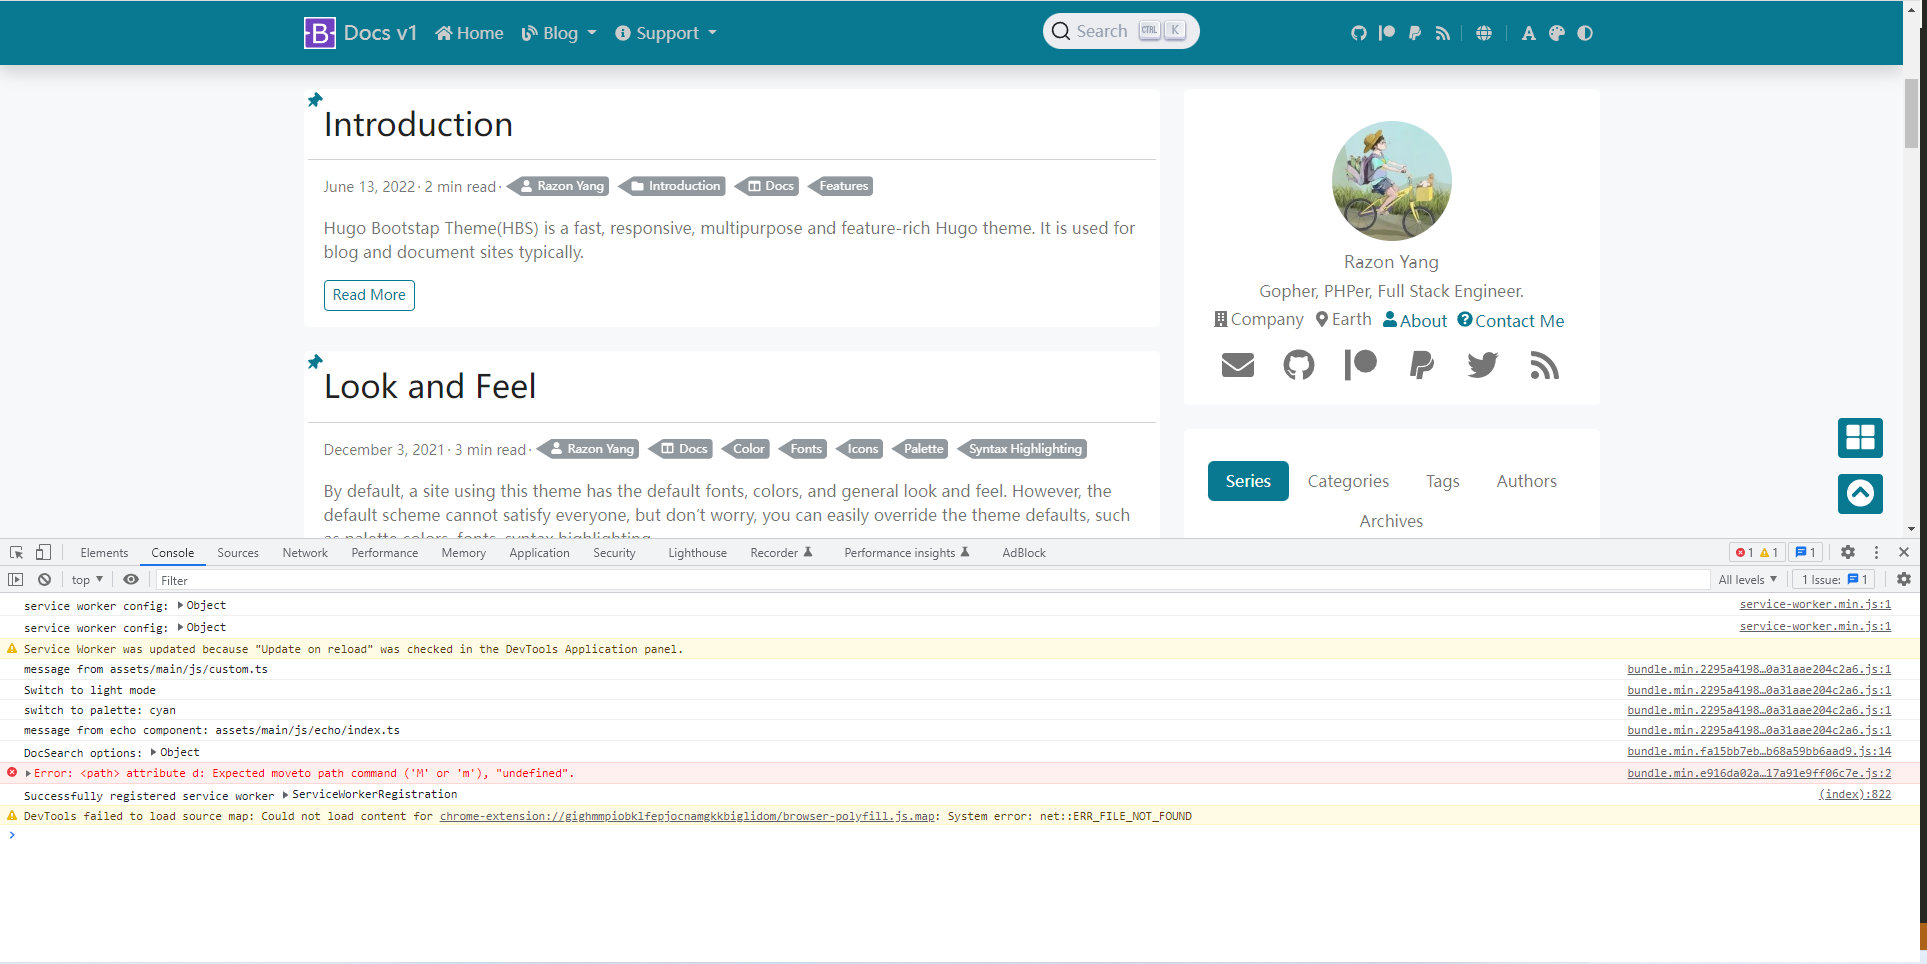 B Docs v1 Home Blog Support Search CTRL K A
Introduction
June 13, 2022 · 2 min read · Razon Yang Introduction Docs Features
Hugo Bootstap Theme(HBS) is a fast, responsive, multipurpose and feature-rich Hugo theme. It is used for
blog and document sites typically.
Read More
Look and Feel
December 3, 2021 · 3 min read · Razon Yang Docs Color Fonts Icons Palette Syntax Highlighting
By default, a site using this theme has the default fonts, colors, and general look and feel. However, the
default scheme cannot satisfy everyone, but don’t worry, you can easily override the theme defaults, such
as palette colors, fonts, syntax highlighting
Razon Yang
Gopher, PHPer, Full Stack Engineer.
Company Earth About Contact Me
Series Categories Tags Authors
Archives
Elements Console Sources Network Performance Memory Application Security Lighthouse Recorder Performance insights AdBlock 1 1 1
top Filter All levels 1 Issue: 1
service worker config: Object service-worker.min.js:1
service worker config: Object service-worker.min.js:1
Service Worker was updated because "Update on reload" was checked in the DevTools Application panel.
message from assets/main/js/custom.ts bundle.min.2295a4198…0a31aae204c2a6.js:1
Switch to light mode bundle.min.2295a4198…0a31aae204c2a6.js:1
switch to palette: cyan bundle.min.2295a4198…0a31aae204c2a6.js:1
message from echo component: assets/main/js/echo/index.ts bundle.min.2295a4198…0a31aae204c2a6.js:1
DocSearch options: Object bundle.min.fa15bb7eb…b68a59bb6aad9.js:14
Error: <path> attribute d: Expected moveto path command ('M' or 'm'), "undefined". bundle.min.e916da02a…17a91e9ff06c7e.js:2
Successfully registered service worker ServiceWorkerRegistration (index):822
DevTools failed to load source map: Could not load content for chrome-extension://gighmmpiobklfepjocnamgkkbiglidom/browser-polyfill.js.map: System error: net::ERR_FILE_NOT_FOUND